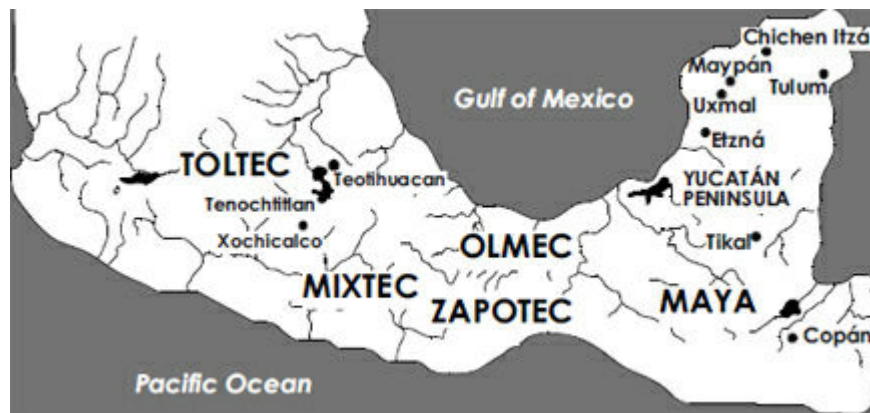 Chichen Itzá
Maypán
Tulum
Gulf of Mexico
Uxmal
Etzná
TOLTEC
Teotihuacan
YUCATÁN
PENINSULA
Tenochtitlan
Xochicalco
OLMEC
Tikal
MIXTEC
MAYA
ZAPOTEC
Copán
Pacific Ocean